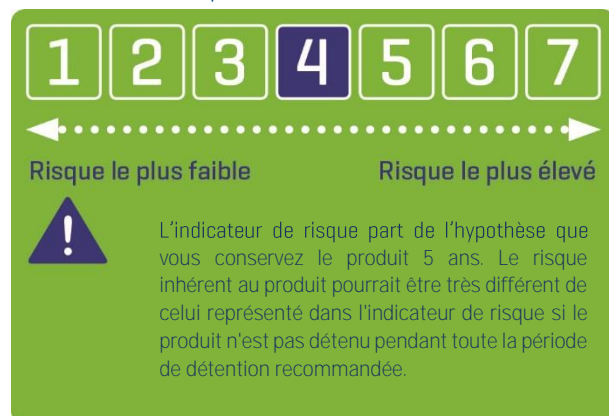 1 2 3 4 5 6 7
Risque le plus faible Risque le plus élevé
!
L'indicateur de risque part de l'hypothèse que
vous conservez le produit 5 ans. Le risque
inhérent au produit pourrait être très différent de
celui représenté dans l'indicateur de risque si le
produit n'est pas détenu pendant toute la période
de détention recommandée.